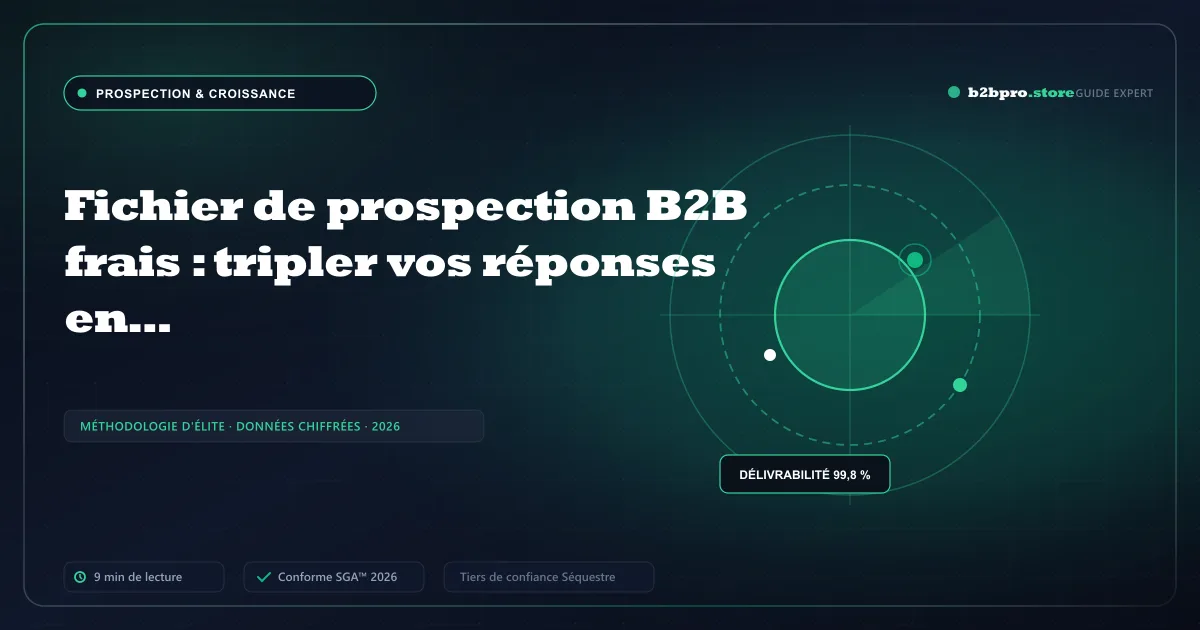 PROSPECTION & CROISSANCE
b2bpro.store GUIDE EXPERT
Fichier de prospection B2B
frais : tripler vos réponses
en...
MÉTHODOLOGIE D'ÉLITE · DONNÉES CHIFFRÉES · 2026
DÉLIVRABILITÉ 99,8 %
9 min de lecture
Conforme SGA™ 2026
Tiers de confiance Séquestre